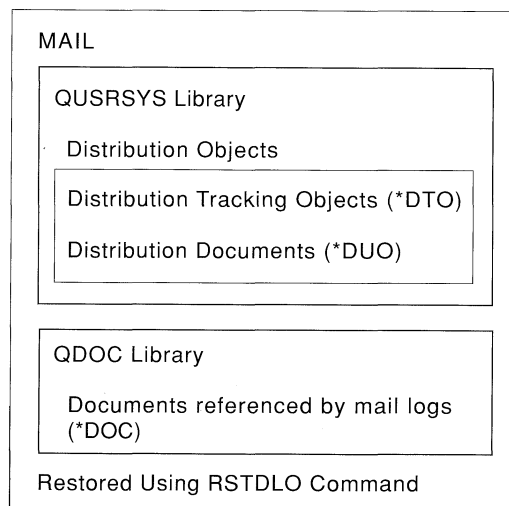 MAIL
QUSRSYS Library
Distribution Objects
Distribution Tracking Objects (*DTO)
Distribution Documents (*DUO)
QDOC Library
Documents referenced by mail logs
(*DOC)
Restored Using RSTDLO Command